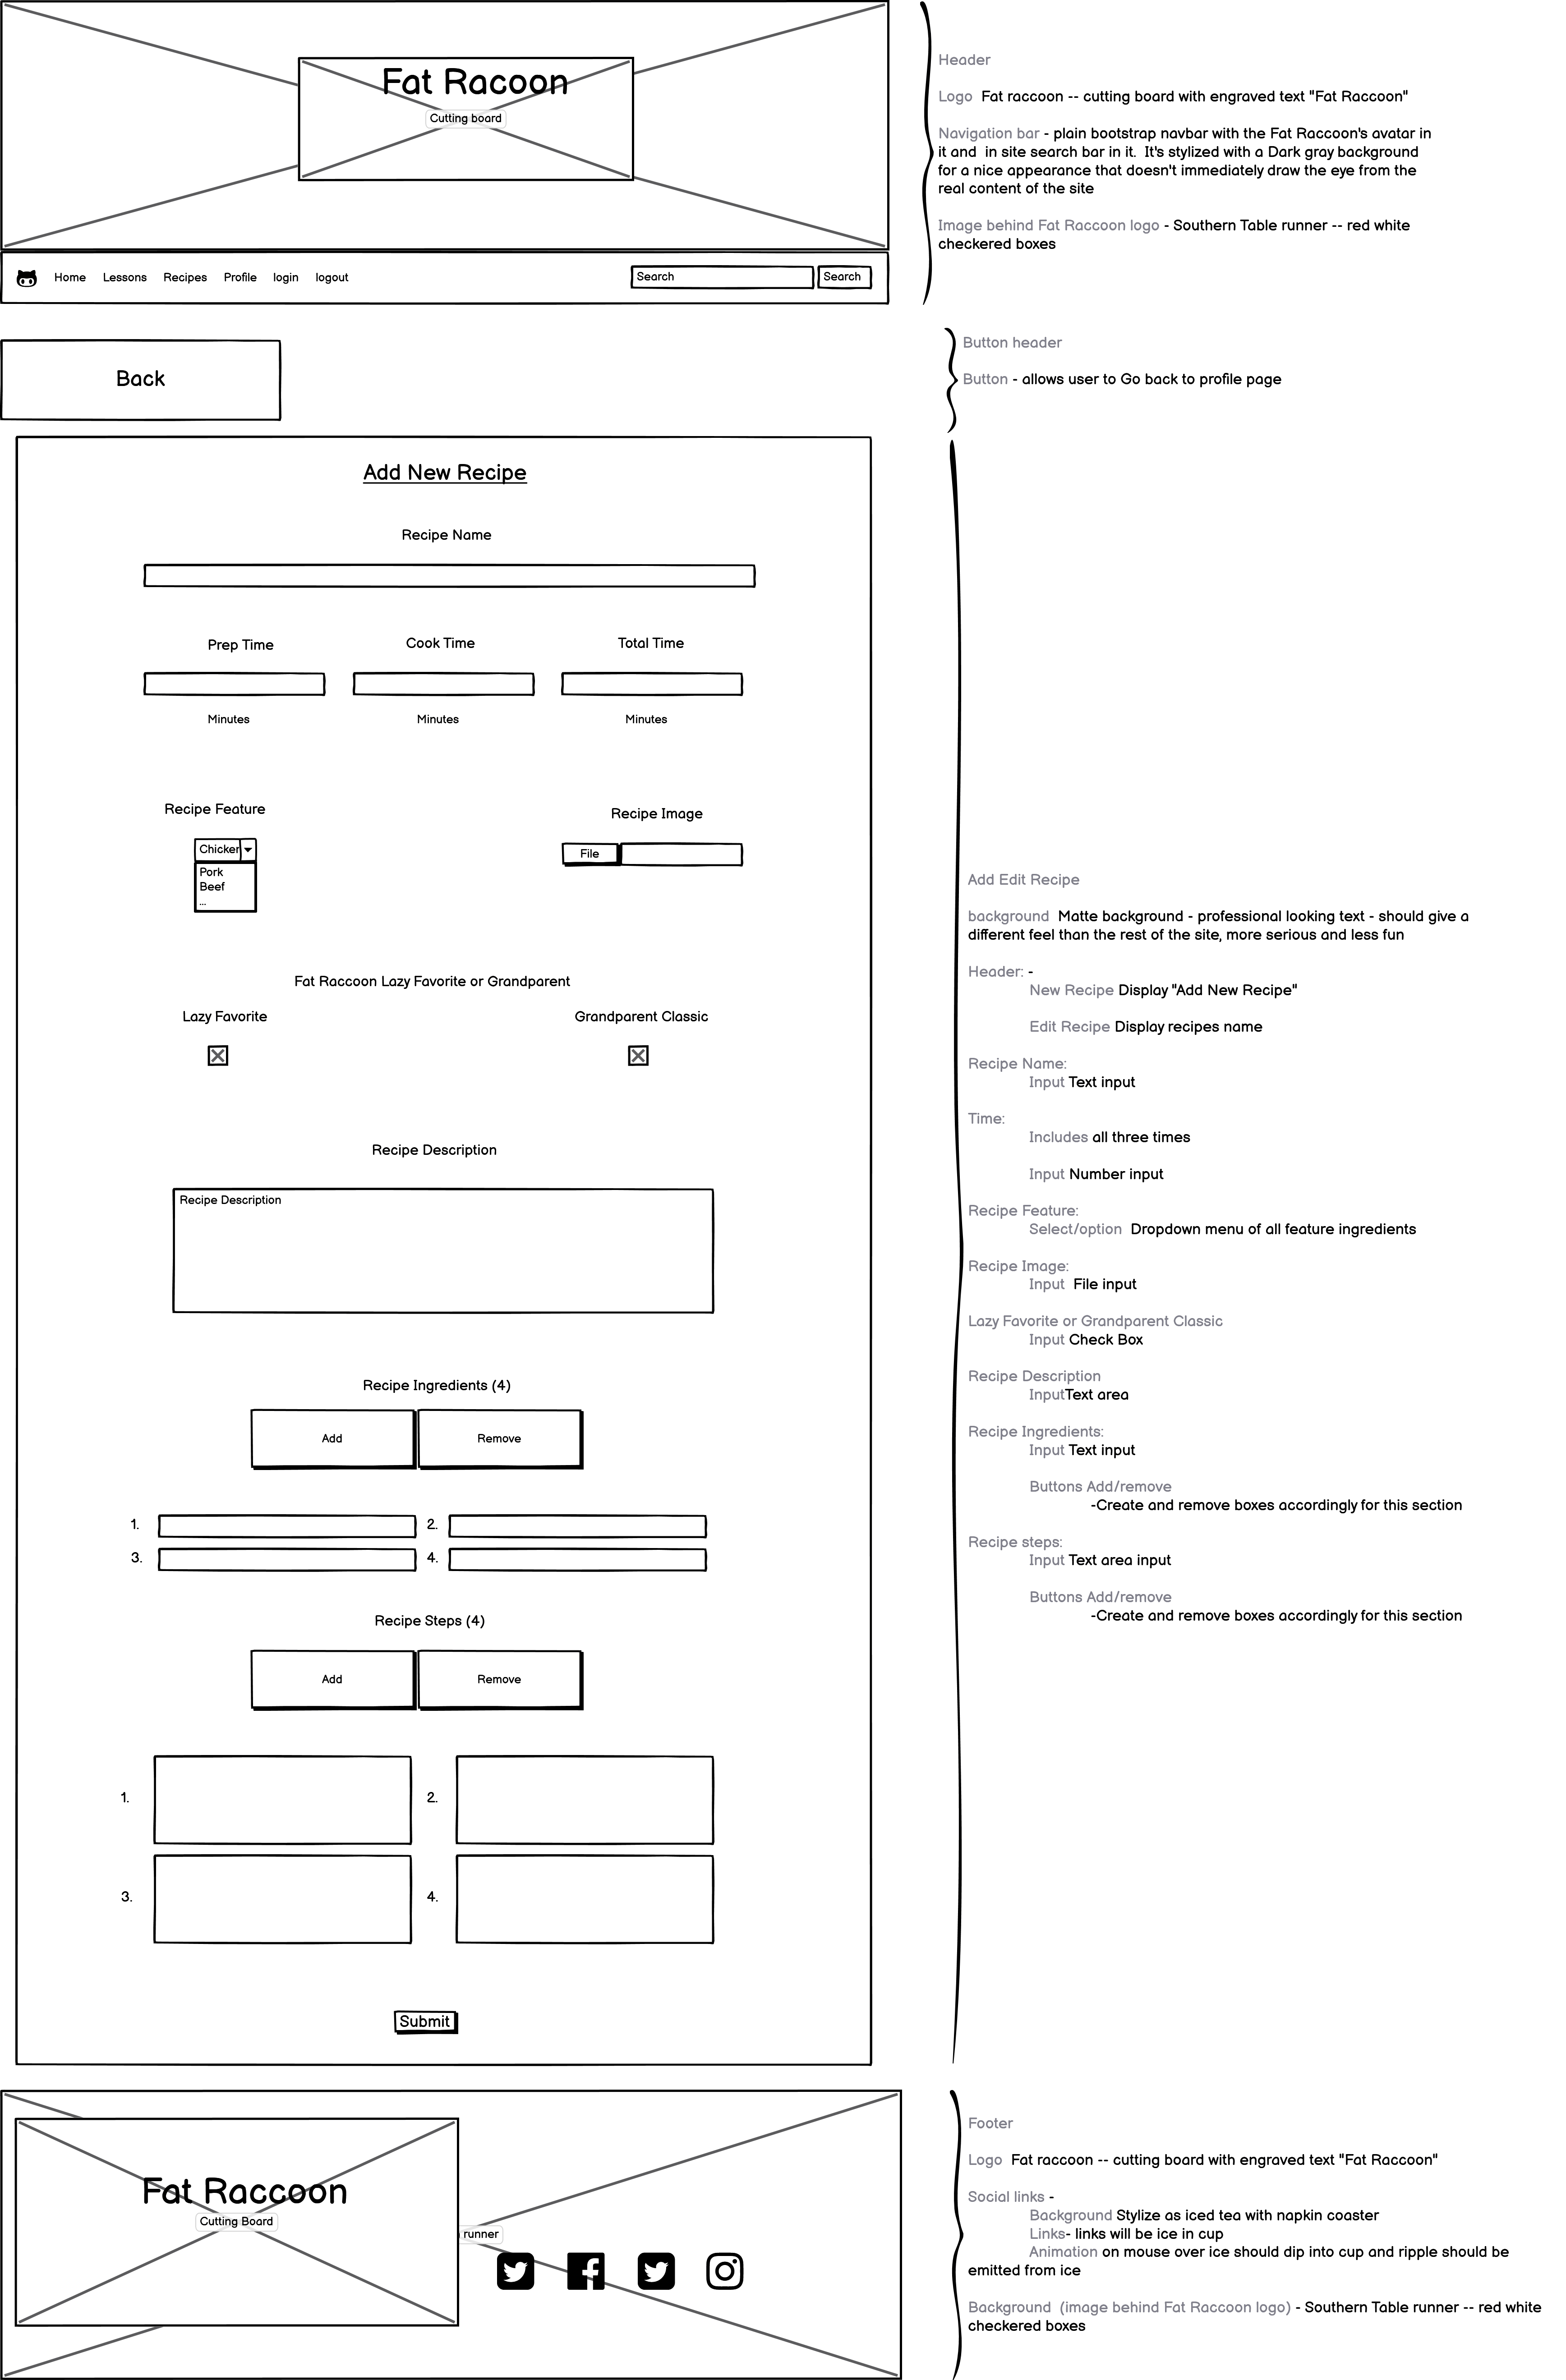 Fat Racoon
Cutting board
Home Lessons Recipes Profile login logout
Search Search
Header
Logo Fat raccoon -- cutting board with engraved text "Fat Raccoon"
Navigation bar - plain bootstrap navbar with the Fat Raccoon's avatar in
it and in site search bar in it. It's stylized with a Dark gray background
for a nice appearance that doesn't immediately draw the eye from the
real content of the site
Image behind Fat Raccoon logo - Southern Table runner -- red white
checkered boxes
Back
Button header
Button - allows user to Go back to profile page
Add New Recipe
Recipe Name
Prep Time Cook Time Total Time
Minutes Minutes Minutes
Recipe Feature Recipe Image
Chicken File
Pork
Beef
...
Fat Raccoon Lazy Favorite or Grandparent
Lazy Favorite Grandparent Classic
Recipe Description
Recipe Description
Recipe Ingredients (4)
Add Remove
1. 2.
3. 4.
Recipe Steps (4)
Add Remove
1. 2.
3. 4.
Submit
Add Edit Recipe
background Matte background - professional looking text - should give a
different feel than the rest of the site, more serious and less fun
Header: -
New Recipe Display "Add New Recipe"
Edit Recipe Display recipes name
Recipe Name:
Input Text input
Time:
Includes all three times
Input Number input
Recipe Feature:
Select/option Dropdown menu of all feature ingredients
Recipe Image:
Input File input
Lazy Favorite or Grandparent Classic
Input Check Box
Recipe Description
InputText area
Recipe Ingredients:
Input Text input
Buttons Add/remove
-Create and remove boxes accordingly for this section
Recipe steps:
Input Text area input
Buttons Add/remove
-Create and remove boxes accordingly for this section
Fat Raccoon
Cutting Board
runner
Footer
Logo Fat raccoon -- cutting board with engraved text "Fat Raccoon"
Social links -
Background Stylize as iced tea with napkin coaster
Links- links will be ice in cup
Animation on mouse over ice should dip into cup and ripple should be
emitted from ice
Background (image behind Fat Raccoon logo) - Southern Table runner -- red white
checkered boxes